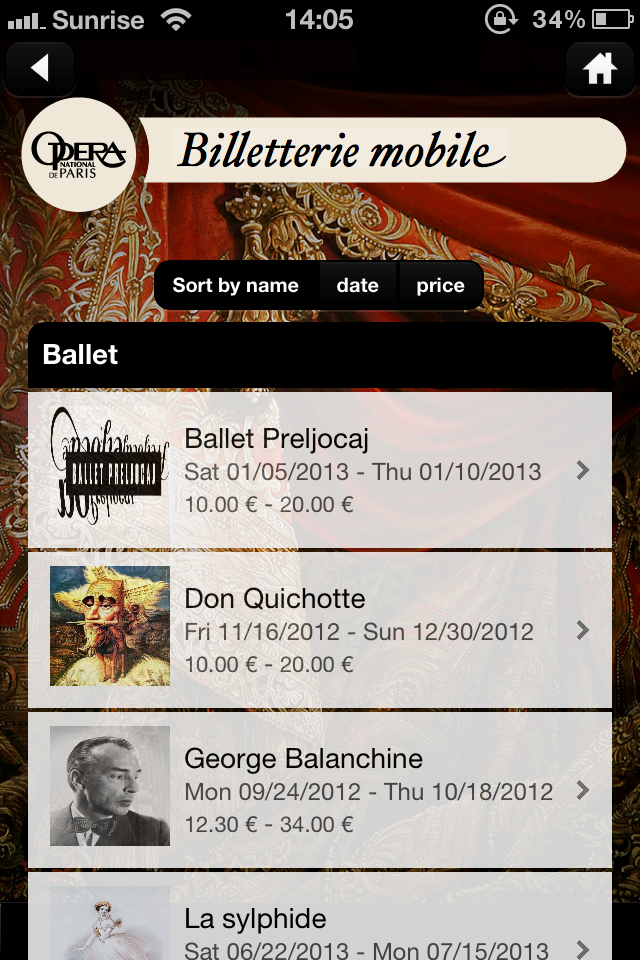 Sunrise 14:05 34%
OPERA
NATIONAL
DE PARIS
Billetterie mobile
Sort by name date price
Ballet
BALLET PRELJOCAJ
Ballet Preljocaj
Sat 01/05/2013 - Thu 01/10/2013
10.00 € - 20.00 €
Don Quichotte
Fri 11/16/2012 - Sun 12/30/2012
10.00 € - 20.00 €
George Balanchine
Mon 09/24/2012 - Thu 10/18/2012
12.30 € - 34.00 €
La sylphide
Sat 06/22/2013 - Mon 07/15/2013